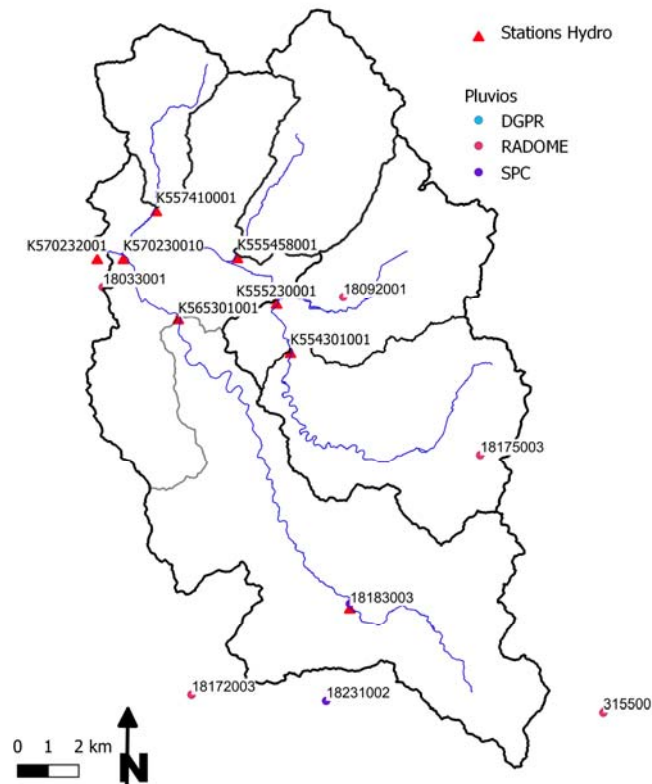 Stations Hydro
Pluvios
DGPR
RADOME
SPC
K557410001
K570232001
K570230010
K555458001
18033001
K555230001
18092001
K565301001
K554301001
18175003
18183003
18172003
18231002
315500
0 1 2 km
N